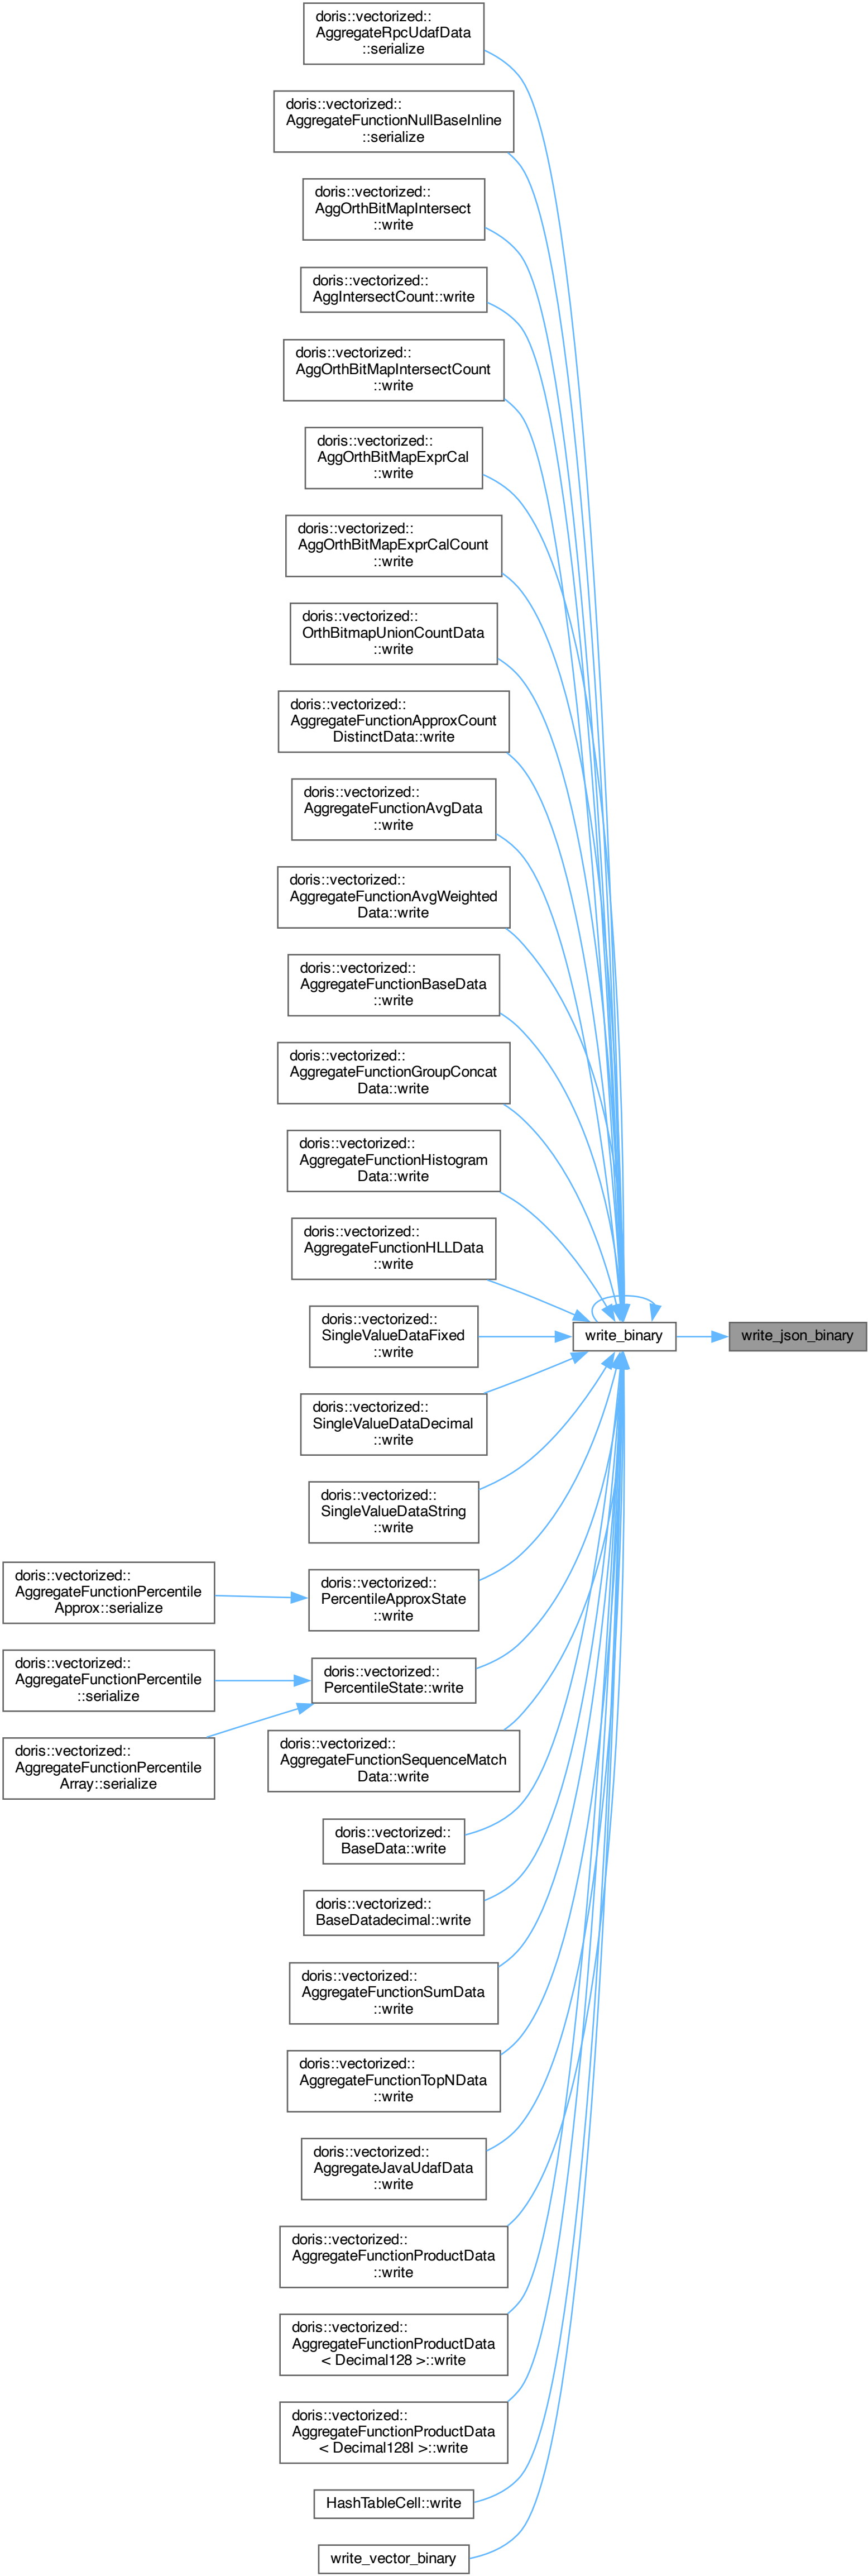 doris::vectorized::
AggregateRpcUdafData
::serialize
doris::vectorized::
AggregateFunctionNullBaseInline
::serialize
doris::vectorized::
AggOrthBitMapIntersect
::write
doris::vectorized::
AggIntersectCount::write
doris::vectorized::
AggOrthBitMapIntersectCount
::write
doris::vectorized::
AggOrthBitMapExprCal
::write
doris::vectorized::
AggOrthBitMapExprCalCount
::write
doris::vectorized::
OrthBitmapUnionCountData
::write
doris::vectorized::
AggregateFunctionApproxCount
DistinctData::write
doris::vectorized::
AggregateFunctionAvgData
::write
doris::vectorized::
AggregateFunctionAvgWeighted
Data::write
doris::vectorized::
AggregateFunctionBaseData
::write
doris::vectorized::
AggregateFunctionGroupConcat
Data::write
doris::vectorized::
AggregateFunctionHistogram
Data::write
doris::vectorized::
AggregateFunctionHLLData
::write
doris::vectorized::
SingleValueDataFixed
::write
write_binary
write_json_binary
doris::vectorized::
SingleValueDataDecimal
::write
doris::vectorized::
SingleValueDataString
::write
doris::vectorized::
AggregateFunctionPercentile
Approx::serialize
doris::vectorized::
PercentileApproxState
::write
doris::vectorized::
AggregateFunctionPercentile
::serialize
doris::vectorized::
PercentileState::write
doris::vectorized::
AggregateFunctionPercentile
Array::serialize
doris::vectorized::
AggregateFunctionSequenceMatch
Data::write
doris::vectorized::
BaseData::write
doris::vectorized::
BaseDatadecimal::write
doris::vectorized::
AggregateFunctionSumData
::write
doris::vectorized::
AggregateFunctionTopNData
::write
doris::vectorized::
AggregateJavaUdafData
::write
doris::vectorized::
AggregateFunctionProductData
::write
doris::vectorized::
AggregateFunctionProductData
< Decimal128 >::write
doris::vectorized::
AggregateFunctionProductData
< Decimal128I >::write
HashTableCell::write
write_vector_binary